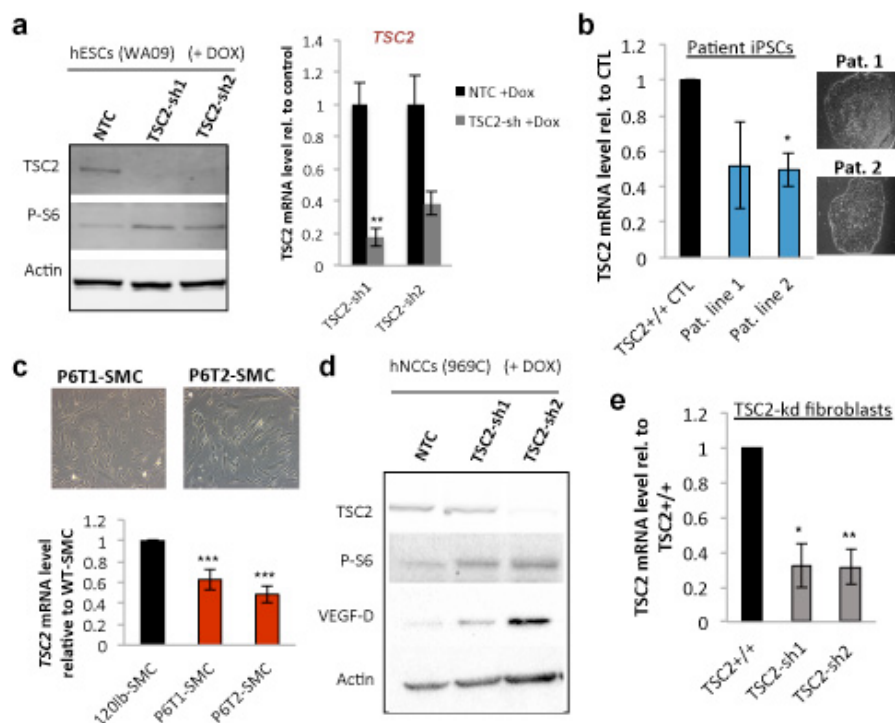 a
hESCs (WA09) (+ DOX)
NTC
TSC2-sh1
TSC2-sh2
TSC2
P-S6
Actin
TSC2
TSC2 mRNA level rel. to control
1.4
1.2
1
0.8
0.6
0.4
0.2
0
**
TSC2-sh1
TSC2-sh2
NTC +Dox
TSC2-sh +Dox
b
Patient iPSCs
TSC2 mRNA level rel. to CTL
1.4
1.2
1
0.8
0.6
0.4
0.2
0
*
TSC2+/+ CTL
Pat. line 1
Pat. line 2
Pat. 1
Pat. 2
c
P6T1-SMC
P6T2-SMC
TSC2 mRNA level
relative to WT-SMC
1.2
1
0.8
0.6
0.4
0.2
0
***
***
120lb-SMC
P6T1-SMC
P6T2-SMC
d
hNCCs (969C) (+ DOX)
NTC
TSC2-sh1
TSC2-sh2
TSC2
P-S6
VEGF-D
Actin
e
TSC2-kd fibroblasts
TSC2 mRNA level rel. to
TSC2+/+
1.2
1
0.8
0.6
0.4
0.2
0
*
**
TSC2+/+
TSC2-sh1
TSC2-sh2